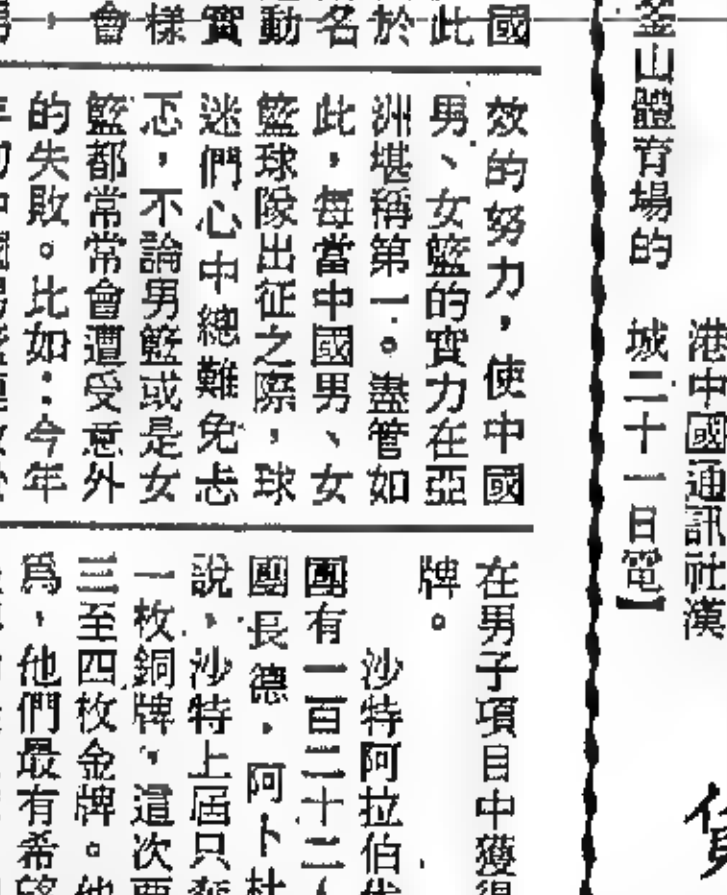 釜山體育場的
港中國通訊社漢
城二十一日電】
國
此
於
名
動
實
樣
，會
效的努力，使中國
男、女籃的實力在亞
洲堪稱第一。盡管如
此，每當中國男、女
籃球隊出征之際，球
迷們心中總難免忐
忑，不論男籃或是女
籃都常常會遭受意外
的失敗。比如：今年
在男子項目中獲得
牌。
沙特阿拉伯代
團有一百三十二
團長德．阿卜杜
說，沙特上屆只奪
一枚銅牌，這次要
三至四枚金牌。他
爲，他們最有希望